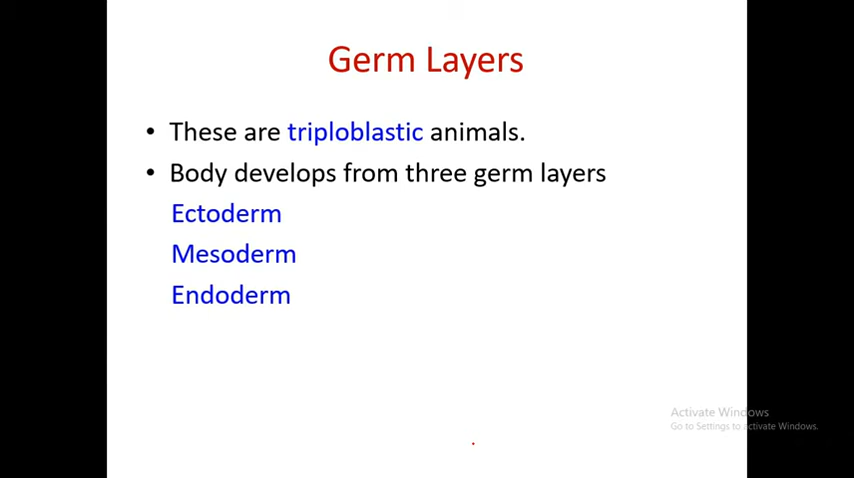 Germ Layers
• These are triploblastic animals.
• Body develops from three germ layers
Ectoderm
Mesoderm
Endoderm
Activate Windows
Go to Settings to activate Windows.